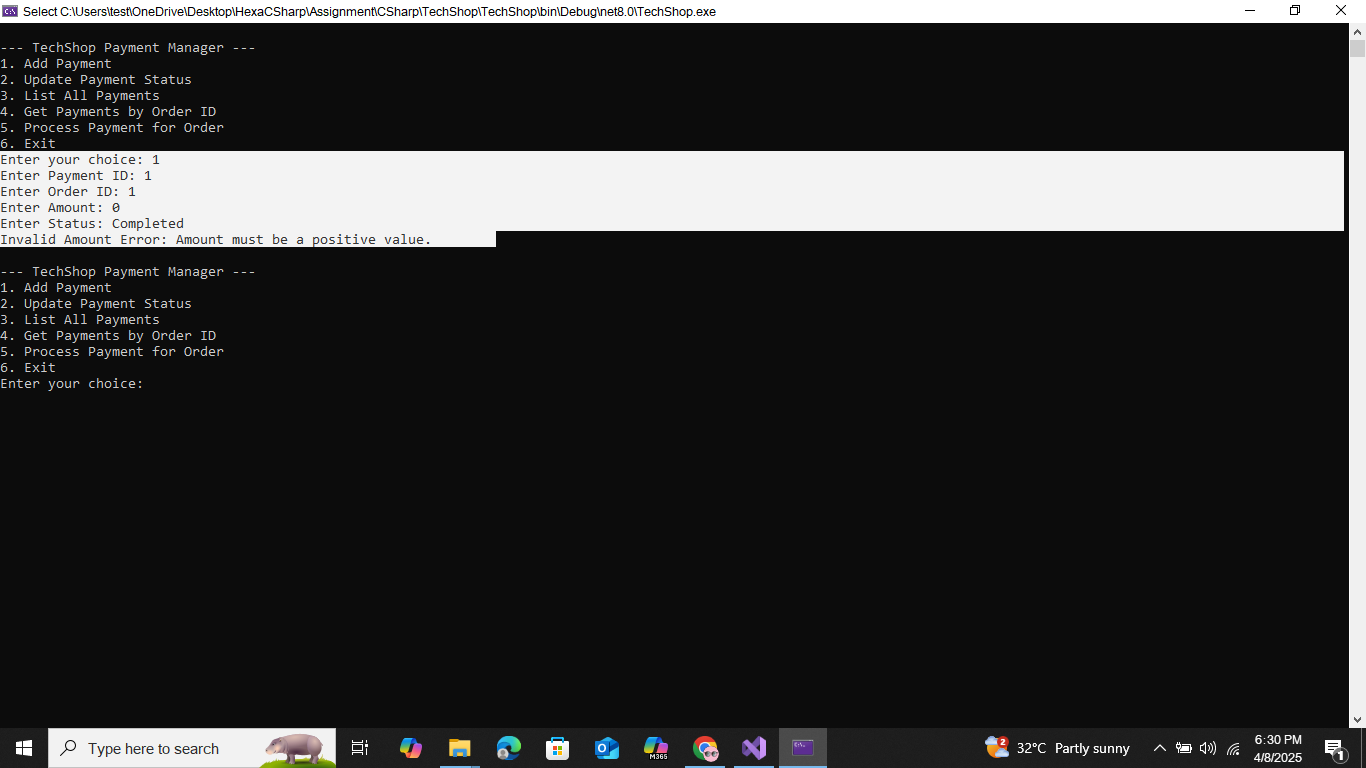 Select C:\Users\test\OneDrive\Desktop\HexaCSharp\Assignment\CSharp\TechShop\TechShop\bin\Debug\net8.0\TechShop.exe
--- TechShop Payment Manager ---
1. Add Payment
2. Update Payment Status
3. List All Payments
4. Get Payments by Order ID
5. Process Payment for Order
6. Exit
Enter your choice: 1
Enter Payment ID: 1
Enter Order ID: 1
Enter Amount: 0
Enter Status: Completed
Invalid Amount Error: Amount must be a positive value.
--- TechShop Payment Manager ---
1. Add Payment
2. Update Payment Status
3. List All Payments
4. Get Payments by Order ID
5. Process Payment for Order
6. Exit
Enter your choice:
Type here to search
M365
2
32°C Partly sunny
6:30 PM
4/8/2025
1